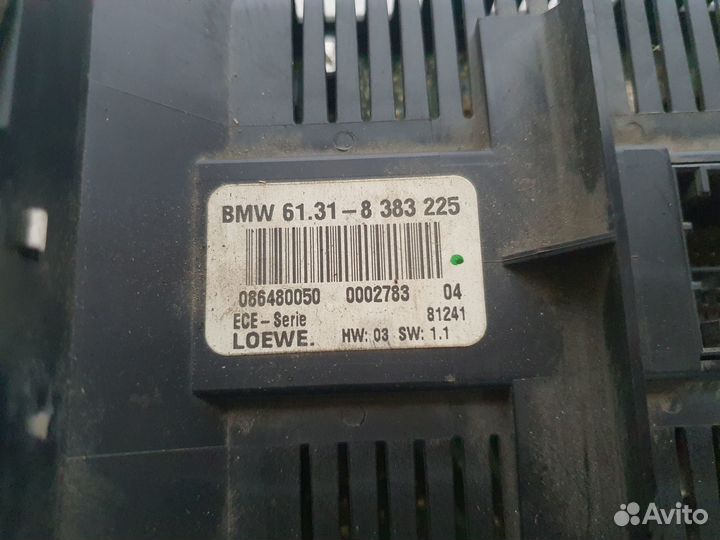 BMW 61.31-8 383 225
086480050 0002783 04
ECE-Serie 81241
LOEWE. HW: 03 SW: 1.1
Avito